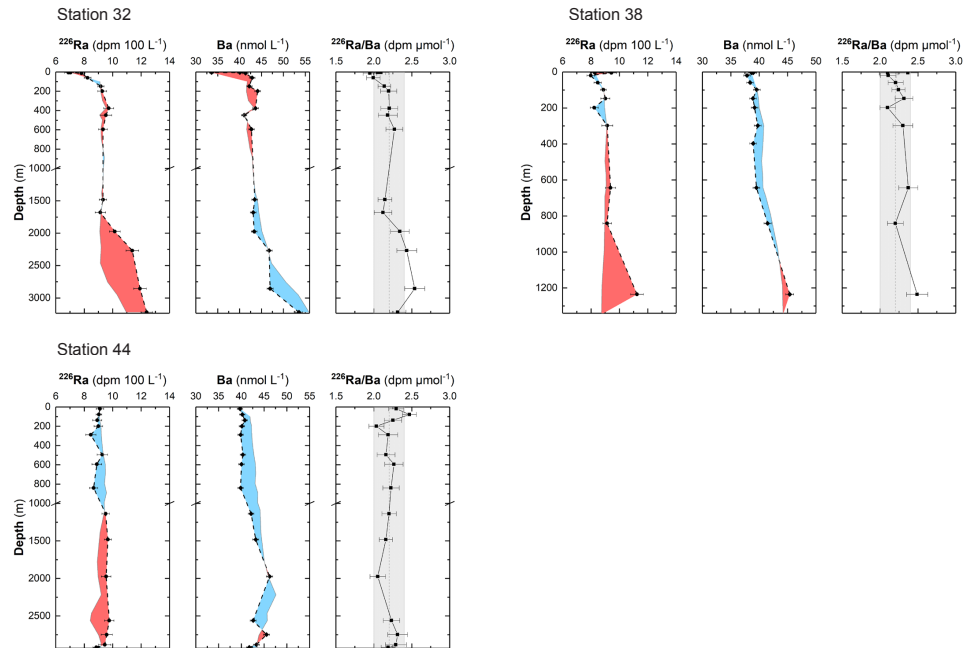 Station 32
²²⁶Ra (dpm 100 L⁻¹) Ba (nmol L⁻¹) ²²⁶Ra/Ba (dpm µmol⁻¹)
6 8 10 12 14 30 35 40 45 50 55 1.5 2.0 2.5 3.0
0
200
400
600
800
1000
1500
2000
2500
3000
Depth (m)
Station 38
²²⁶Ra (dpm 100 L⁻¹) Ba (nmol L⁻¹) ²²⁶Ra/Ba (dpm µmol⁻¹)
6 8 10 12 14 30 35 40 45 50 1.5 2.0 2.5 3.0
0
200
400
600
800
1000
1200
Depth (m)
Station 44
²²⁶Ra (dpm 100 L⁻¹) Ba (nmol L⁻¹) ²²⁶Ra/Ba (dpm µmol⁻¹)
6 8 10 12 14 30 35 40 45 50 55 1.5 2.0 2.5 3.0
0
200
400
600
800
1000
1500
2000
2500
Depth (m)